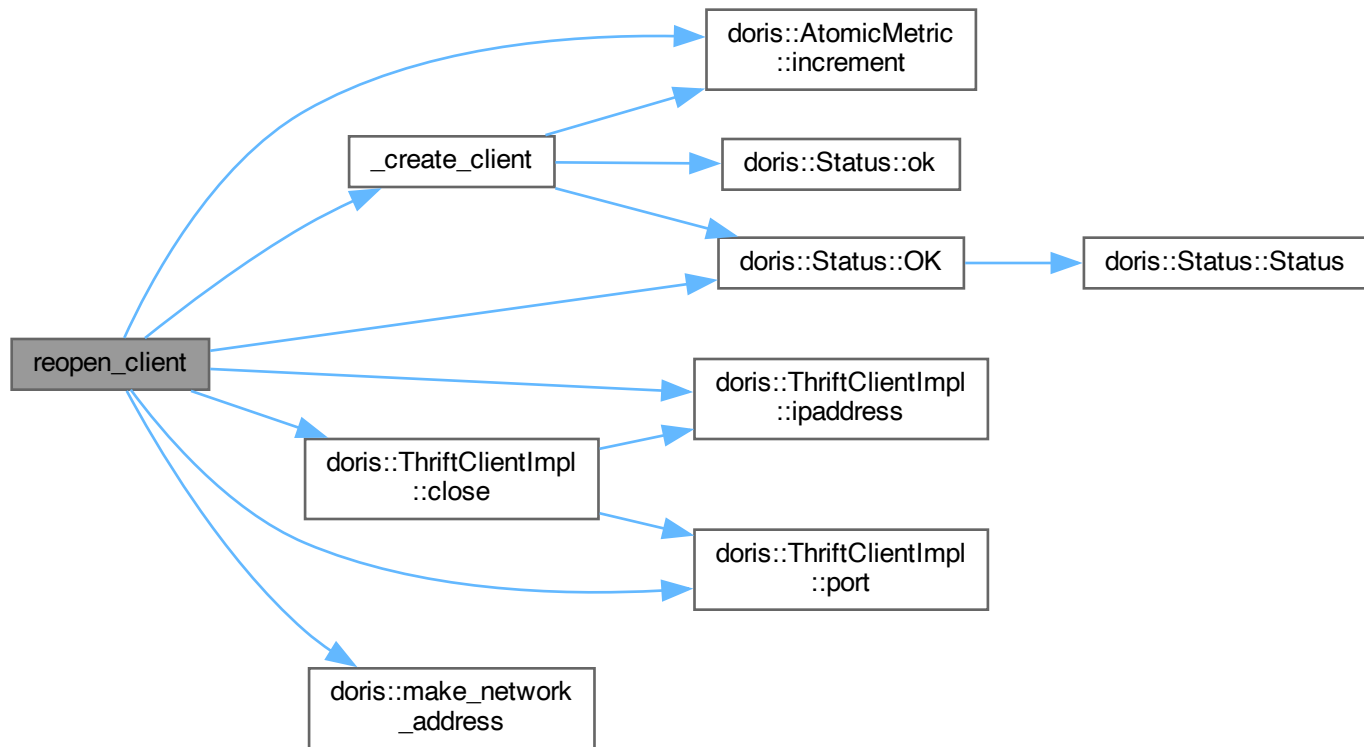 doris::AtomicMetric
::increment
_create_client
doris::Status::ok
doris::Status::OK
doris::Status::Status
reopen_client
doris::ThriftClientImpl
::ipaddress
doris::ThriftClientImpl
::close
doris::ThriftClientImpl
::port
doris::make_network
_address